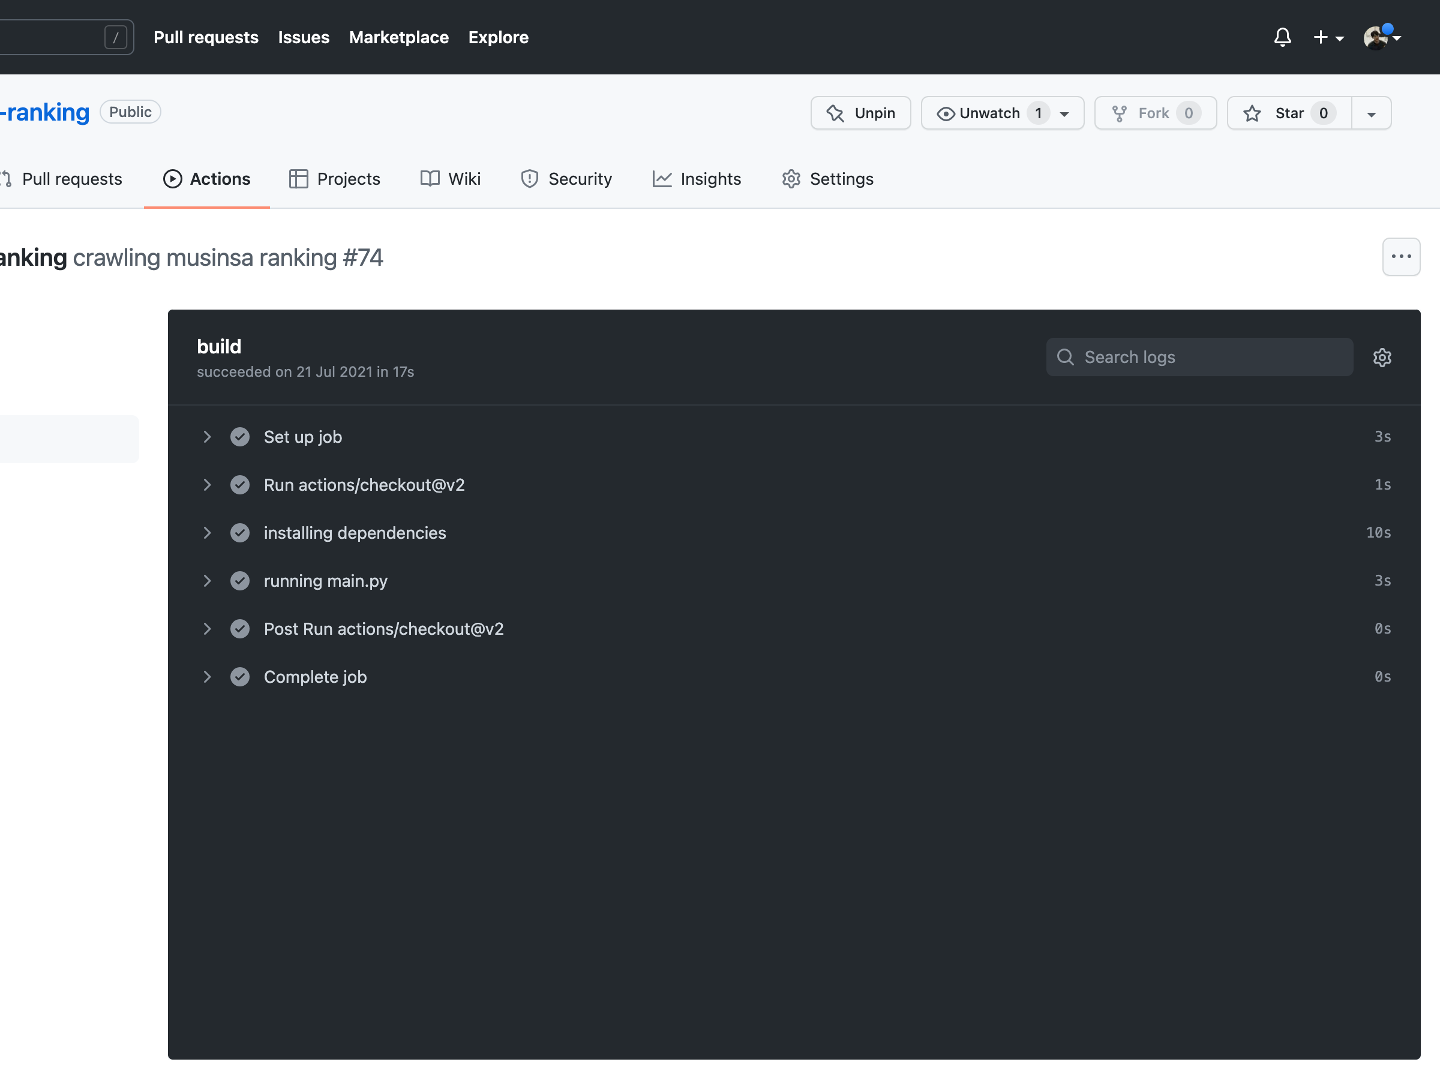 / Pull requests Issues Marketplace Explore
-ranking Public Unpin Unwatch 1 Fork 0 Star 0
Pull requests Actions Projects Wiki Security Insights Settings
anking crawling musinsa ranking #74
build
succeeded on 21 Jul 2021 in 17s
Search logs
Set up job 3s
Run actions/checkout@v2 1s
installing dependencies 10s
running main.py 3s
Post Run actions/checkout@v2 0s
Complete job 0s